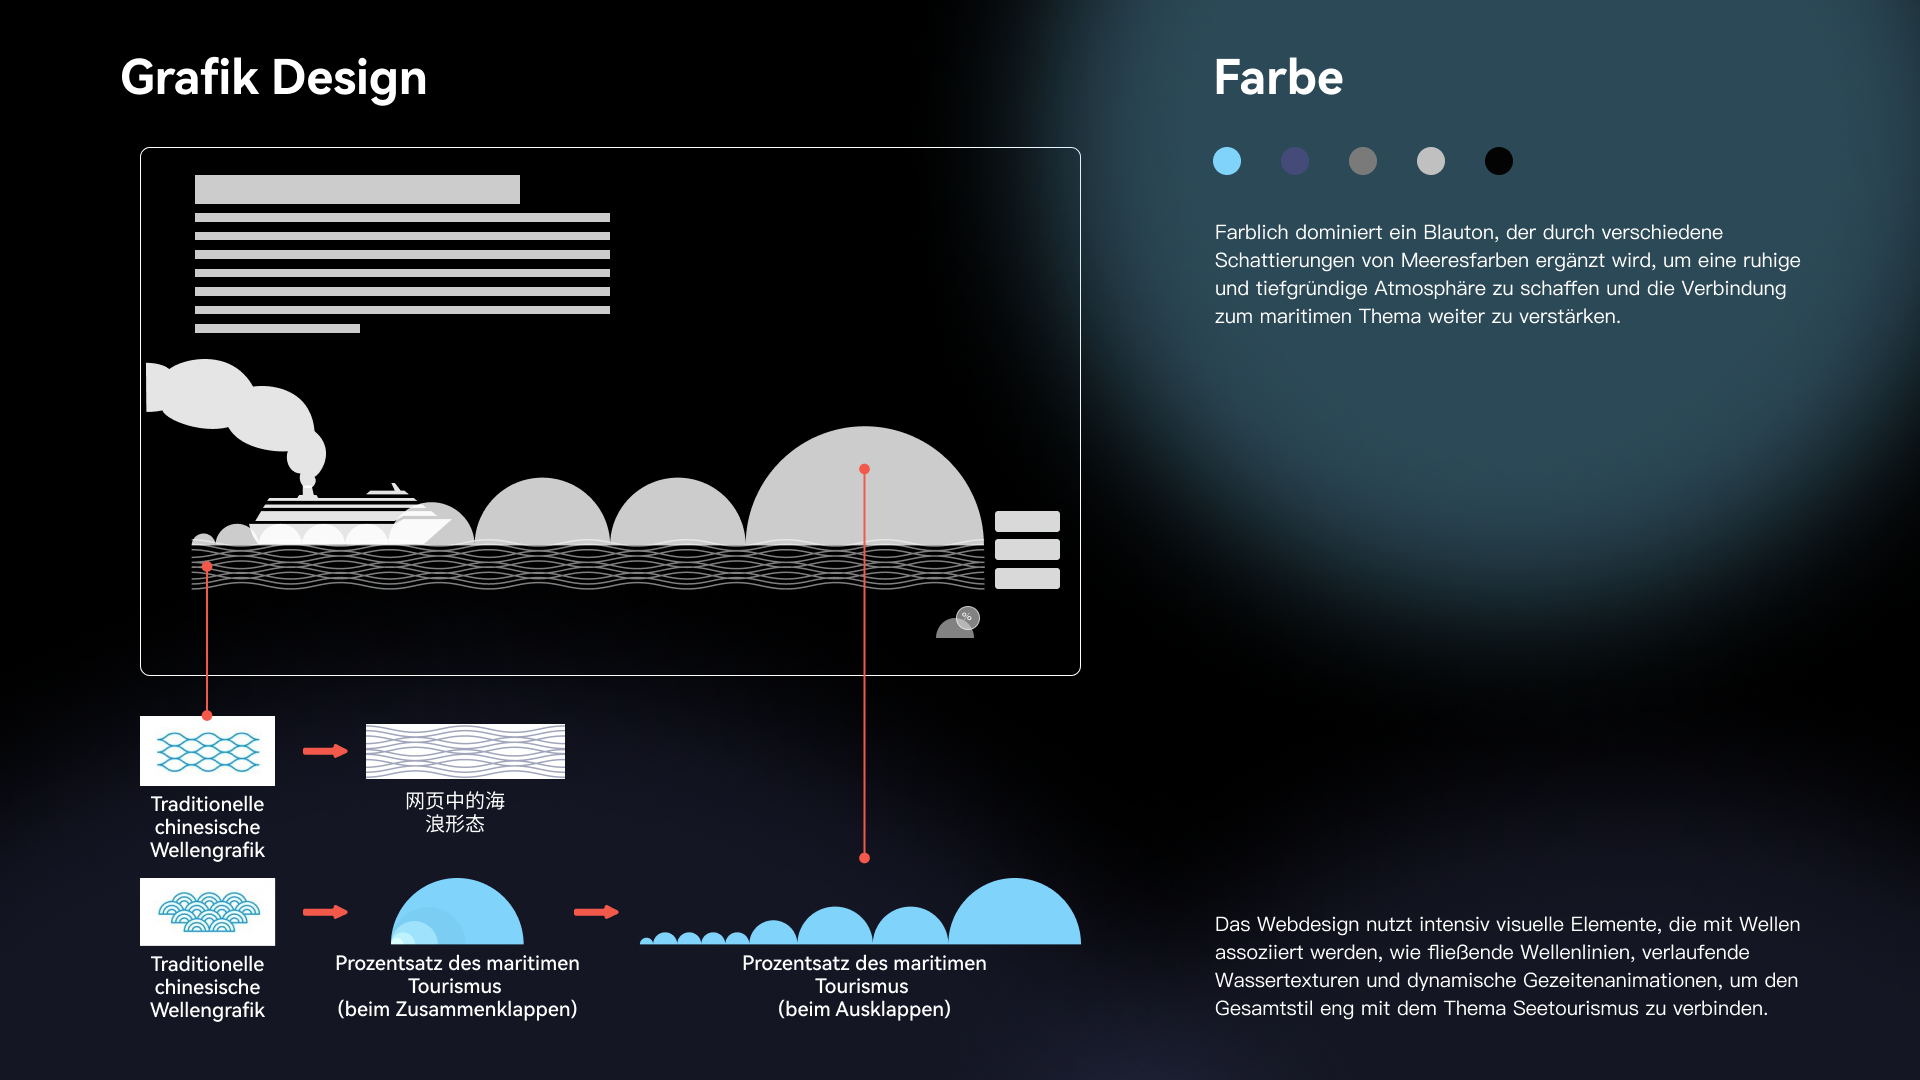 Grafik Design
%
Traditionelle
chinesische
Wellengrafik
网页中的海
浪形态
Traditionelle
chinesische
Wellengrafik
Prozentsatz des maritimen
Tourismus
(beim Zusammenklappen)
Prozentsatz des maritimen
Tourismus
(beim Ausklappen)
Farbe
Farblich dominiert ein Blauton, der durch verschiedene
Schattierungen von Meeresfarben ergänzt wird, um eine ruhige
und tiefgründige Atmosphäre zu schaffen und die Verbindung
zum maritimen Thema weiter zu verstärken.
Das Webdesign nutzt intensiv visuelle Elemente, die mit Wellen
assoziiert werden, wie fließende Wellenlinien, verlaufende
Wassertexturen und dynamische Gezeitenanimationen, um den
Gesamtstil eng mit dem Thema Seetourismus zu verbinden.